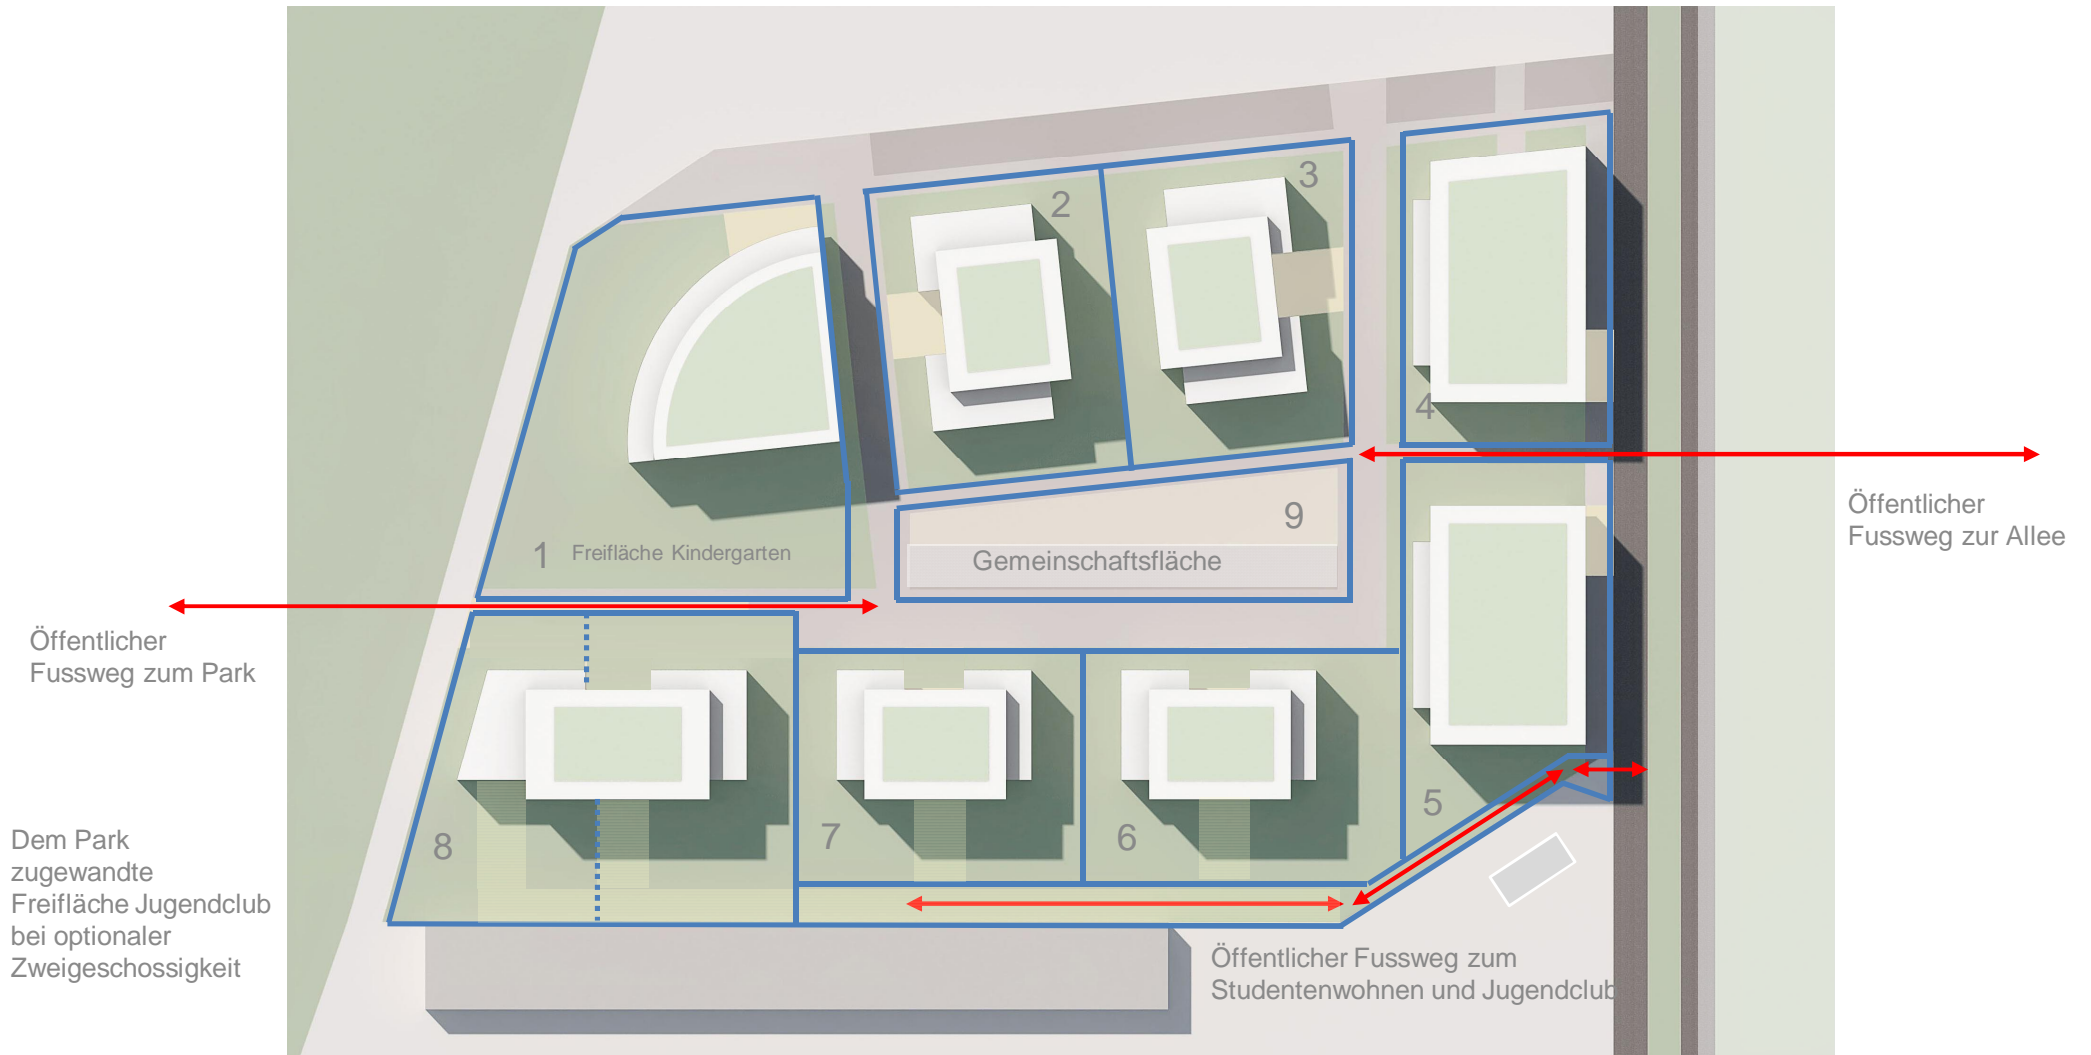 3
2
4
Öffentlicher
Fussweg zur Allee
9
1 Freifläche Kindergarten
Gemeinschaftsfläche
Öffentlicher
Fussweg zum Park
5
8
7
6
Dem Park
zugewandte
Freifläche Jugendclub
bei optionaler
Zweigeschossigkeit
Öffentlicher Fussweg zum
Studentenwohnen und Jugendclub